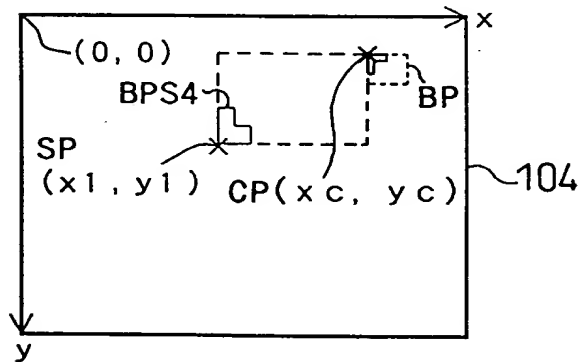 x
(0,0)
BPS4
BP
SP
(x1,y1)
CP(xc, yc)
104
y